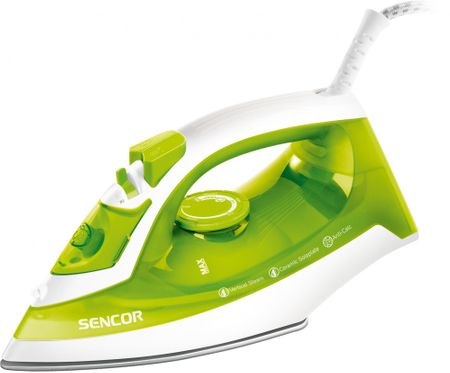 MAX
Vertical Steam
Ceramic Soleplate
Anti-Calc
SENCOR